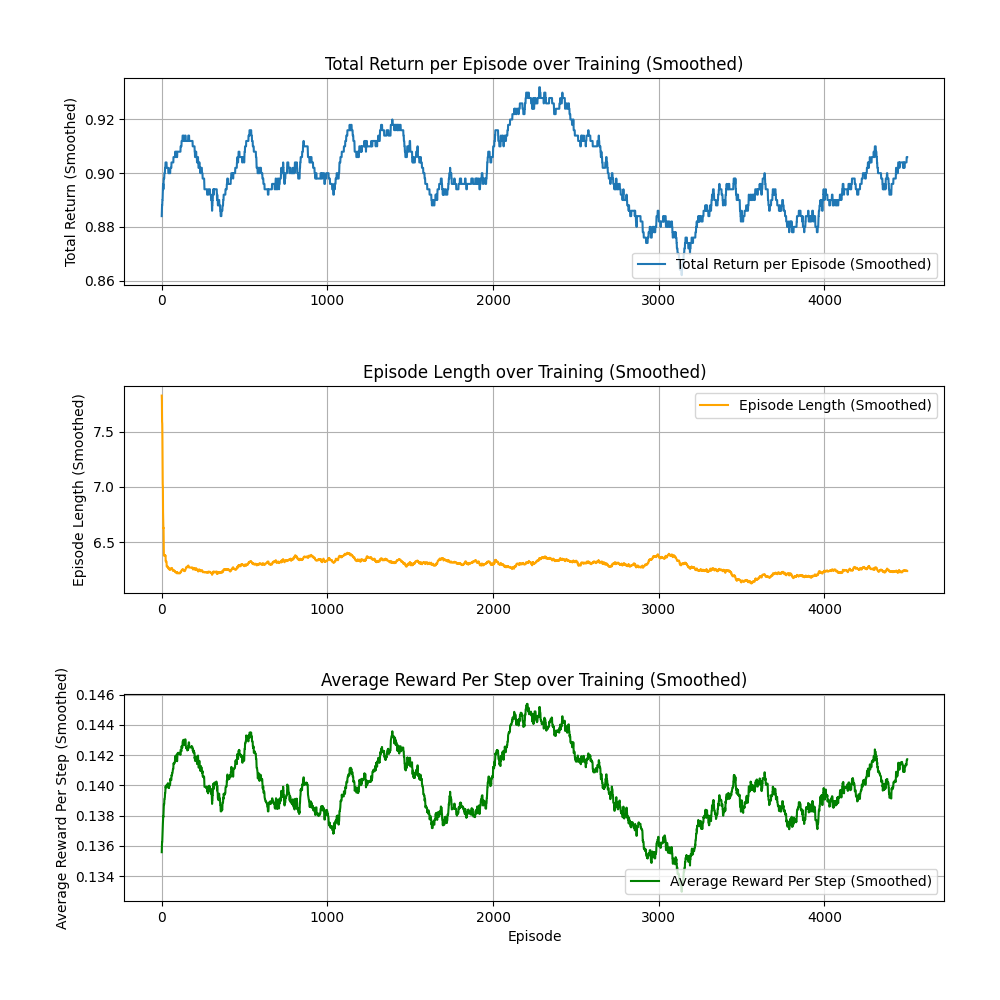 Total Return per Episode over Training (Smoothed)
Total Return (Smoothed)
0.92
0.90
0.88
0.86
Total Return per Episode (Smoothed)
0 1000 2000 3000 4000
Episode Length over Training (Smoothed)
Episode Length (Smoothed)
7.5
7.0
6.5
Episode Length (Smoothed)
0 1000 2000 3000 4000
Average Reward Per Step over Training (Smoothed)
Average Reward Per Step (Smoothed)
0.146
0.144
0.142
0.140
0.138
0.136
0.134
Average Reward Per Step (Smoothed)
0 1000 2000 3000 4000
Episode